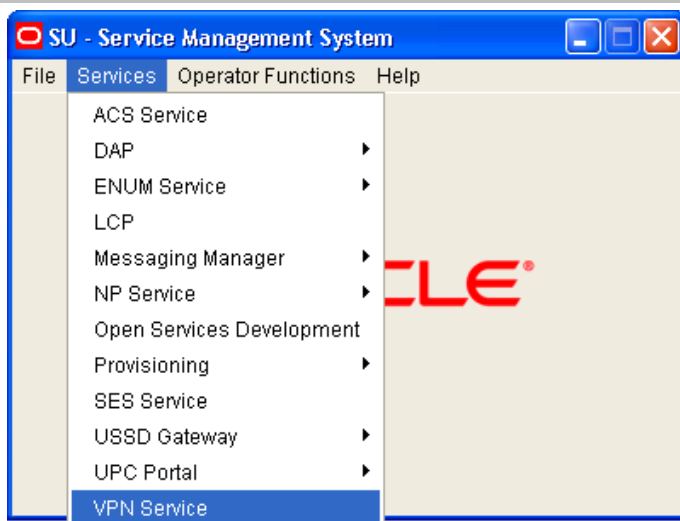 SU - Service Management System
File Services Operator Functions Help
ACS Service
DAP
ENUM Service
LCP
Messaging Manager
CLE®
NP Service
Open Services Development
Provisioning
SES Service
USSD Gateway
UPC Portal
VPN Service